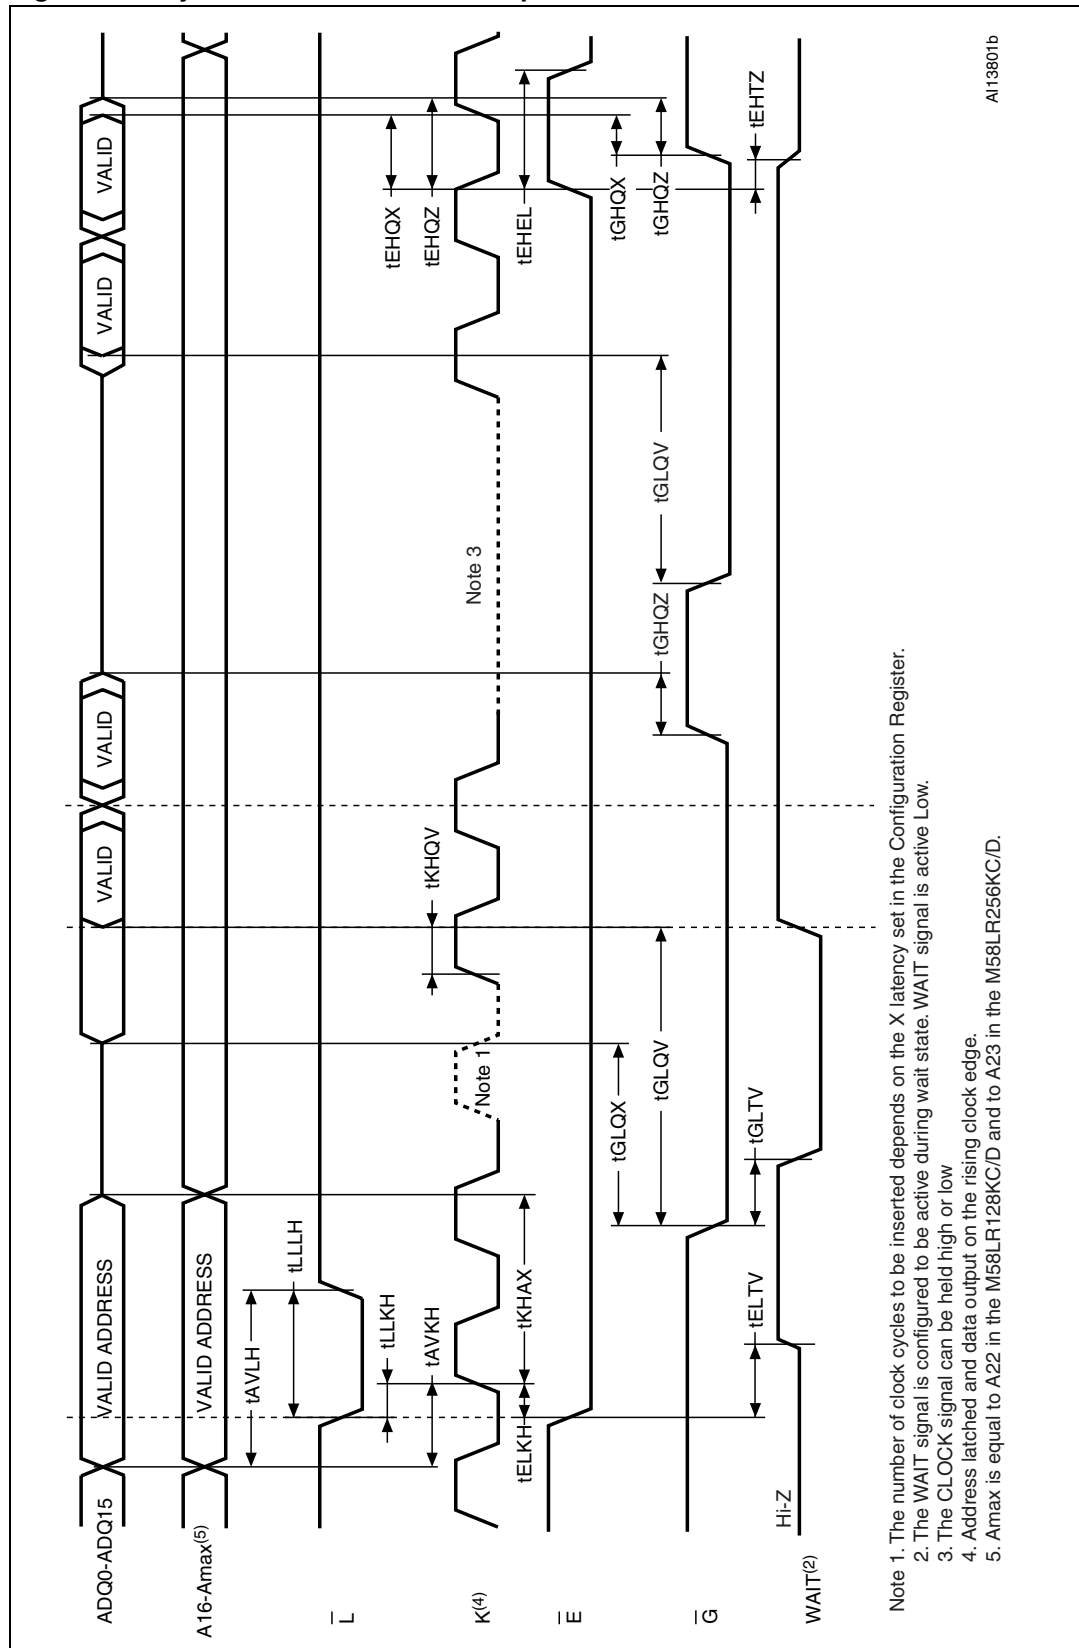 ADQ0-ADQ15
VALID ADDRESS
VALID
VALID
VALID
VALID
A16-Amax(5)
VALID ADDRESS
tAVLH
tLLLH
L
tLLKH
tAVKH
tKHQV
tEHQX
tEHQZ
K(4)
Note 1
Note 3
tELKH
tKHAX
tEHEL
E
tGLQX
tGHQX
tGLQV
tGHQZ
tGLQV
tGHQZ
G
tELTV
tGLTV
tEHTZ
Hi-Z
WAIT(2)
Note 1. The number of clock cycles to be inserted depends on the X latency set in the Configuration Register.
2. The WAIT signal is configured to be active during wait state. WAIT signal is active Low.
3. The CLOCK signal can be held high or low
4. Address latched and data output on the rising clock edge.
5. Amax is equal to A22 in the M58LR128KC/D and to A23 in the M58LR256KC/D.
AI13801b